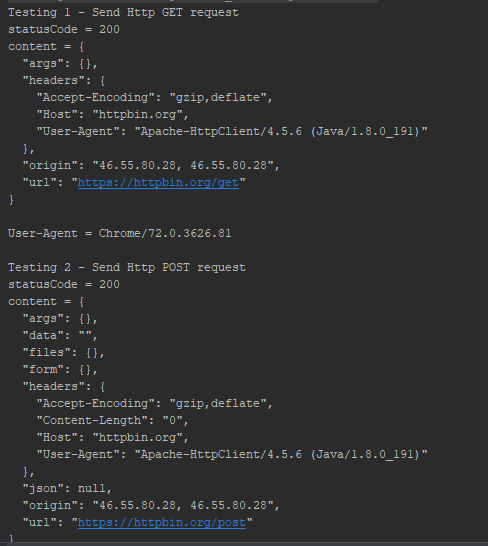 Testing 1 - Send Http GET request
statusCode = 200
content = {
  "args": {},
  "headers": {
    "Accept-Encoding": "gzip,deflate",
    "Host": "httpbin.org",
    "User-Agent": "Apache-HttpClient/4.5.6 (Java/1.8.0_191)"
  },
  "origin": "46.55.80.28, 46.55.80.28",
  "url": "https://httpbin.org/get"
}

User-Agent = Chrome/72.0.3626.81

Testing 2 - Send Http POST request
statusCode = 200
content = {
  "args": {},
  "data": "",
  "files": {},
  "form": {},
  "headers": {
    "Accept-Encoding": "gzip,deflate",
    "Content-Length": "0",
    "Host": "httpbin.org",
    "User-Agent": "Apache-HttpClient/4.5.6 (Java/1.8.0_191)"
  },
  "json": null,
  "origin": "46.55.80.28, 46.55.80.28",
  "url": "https://httpbin.org/post"
}